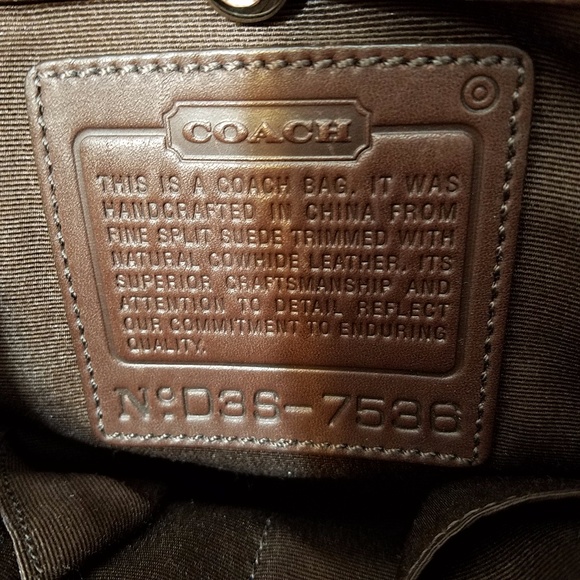 COACH
THIS IS A COACH BAG. IT WAS
HANDCRAFTED IN CHINA FROM
FINE SPLIT SUEDE TRIMMED WITH
NATURAL COWHIDE LEATHER. ITS
SUPERIOR CRAFTSMANSHIP AND
ATTENTION TO DETAIL REFLECT
OUR COMMITMENT TO ENDURING
QUALITY.
Nº D3S-7536